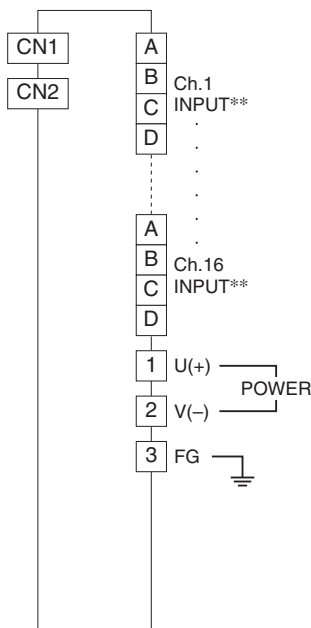 CN1
CN2
A
B
C
D
Ch.1
INPUT**
A
B
C
D
Ch.16
INPUT**
1 U(+)
2 V(–)
POWER
3 FG